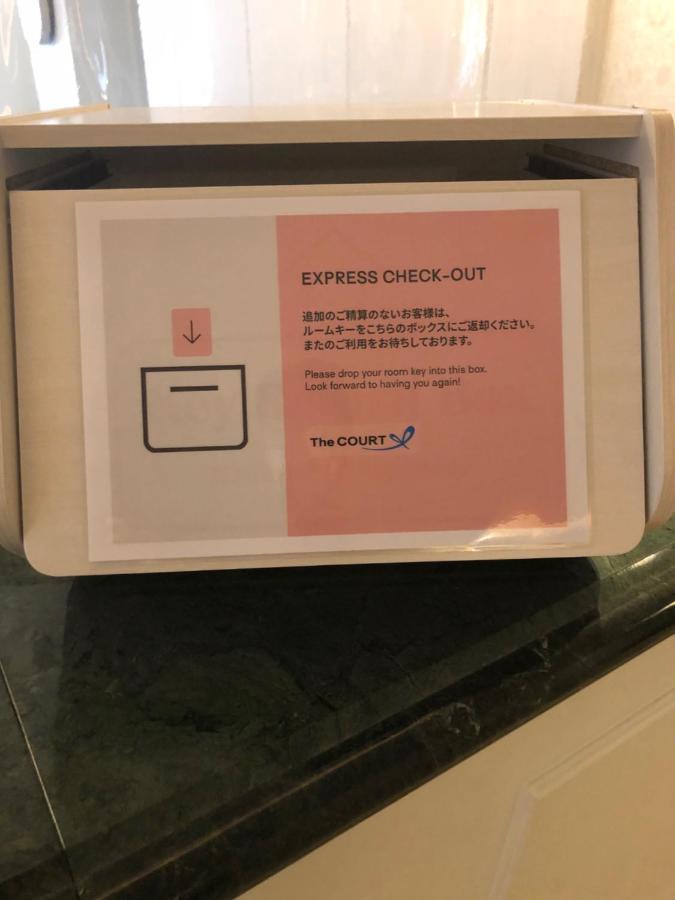 EXPRESS CHECK-OUT
追加のご精算のないお客様は、
ルームキーをこちらのボックスにご返却ください。
またのご利用をお待ちしております。
Please drop your room key into this box.
Look forward to having you again!
The COURT